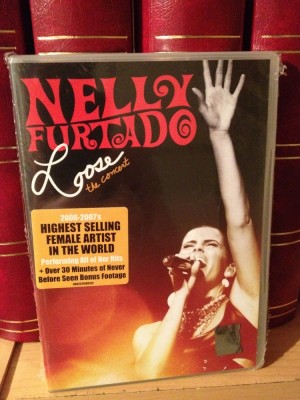 NELLY
FURTADO
Loose
the concert
2006-2007's
HIGHEST SELLING
FEMALE ARTIST
IN THE WORLD
Performing All of Her Hits
+ Over 30 Minutes of Never
Before Seen Bonus Footage